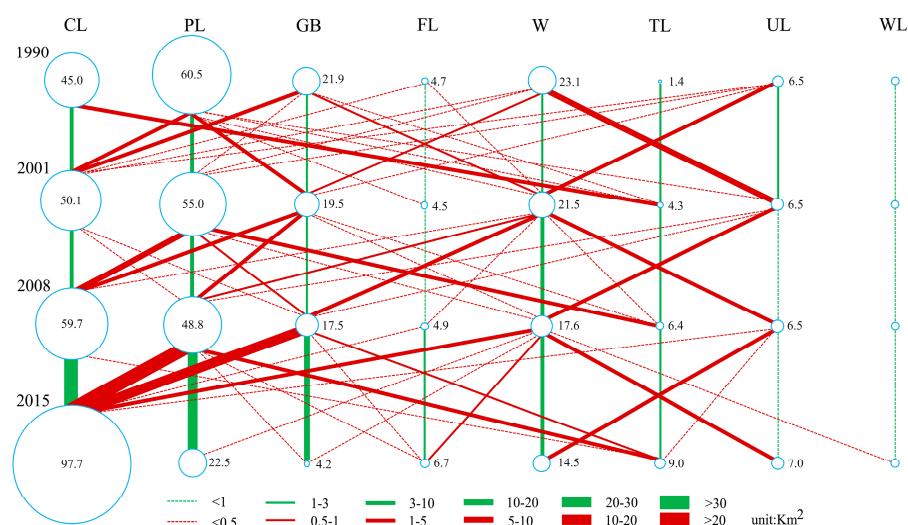 CL PL GB FL W TL UL WL
1990
45.0 60.5 21.9 4.7 23.1 1.4 6.5
2001
50.1 55.0 19.5 4.5 21.5 4.3 6.5
2008
59.7 48.8 17.5 4.9 17.6 6.4 6.5
2015
97.7 22.5 4.2 6.7 14.5 9.0 7.0
<1 1-3 3-10 10-20 20-30 >30
<0.5 0.5-1 1-5 5-10 10-20 >20 unit:Km²